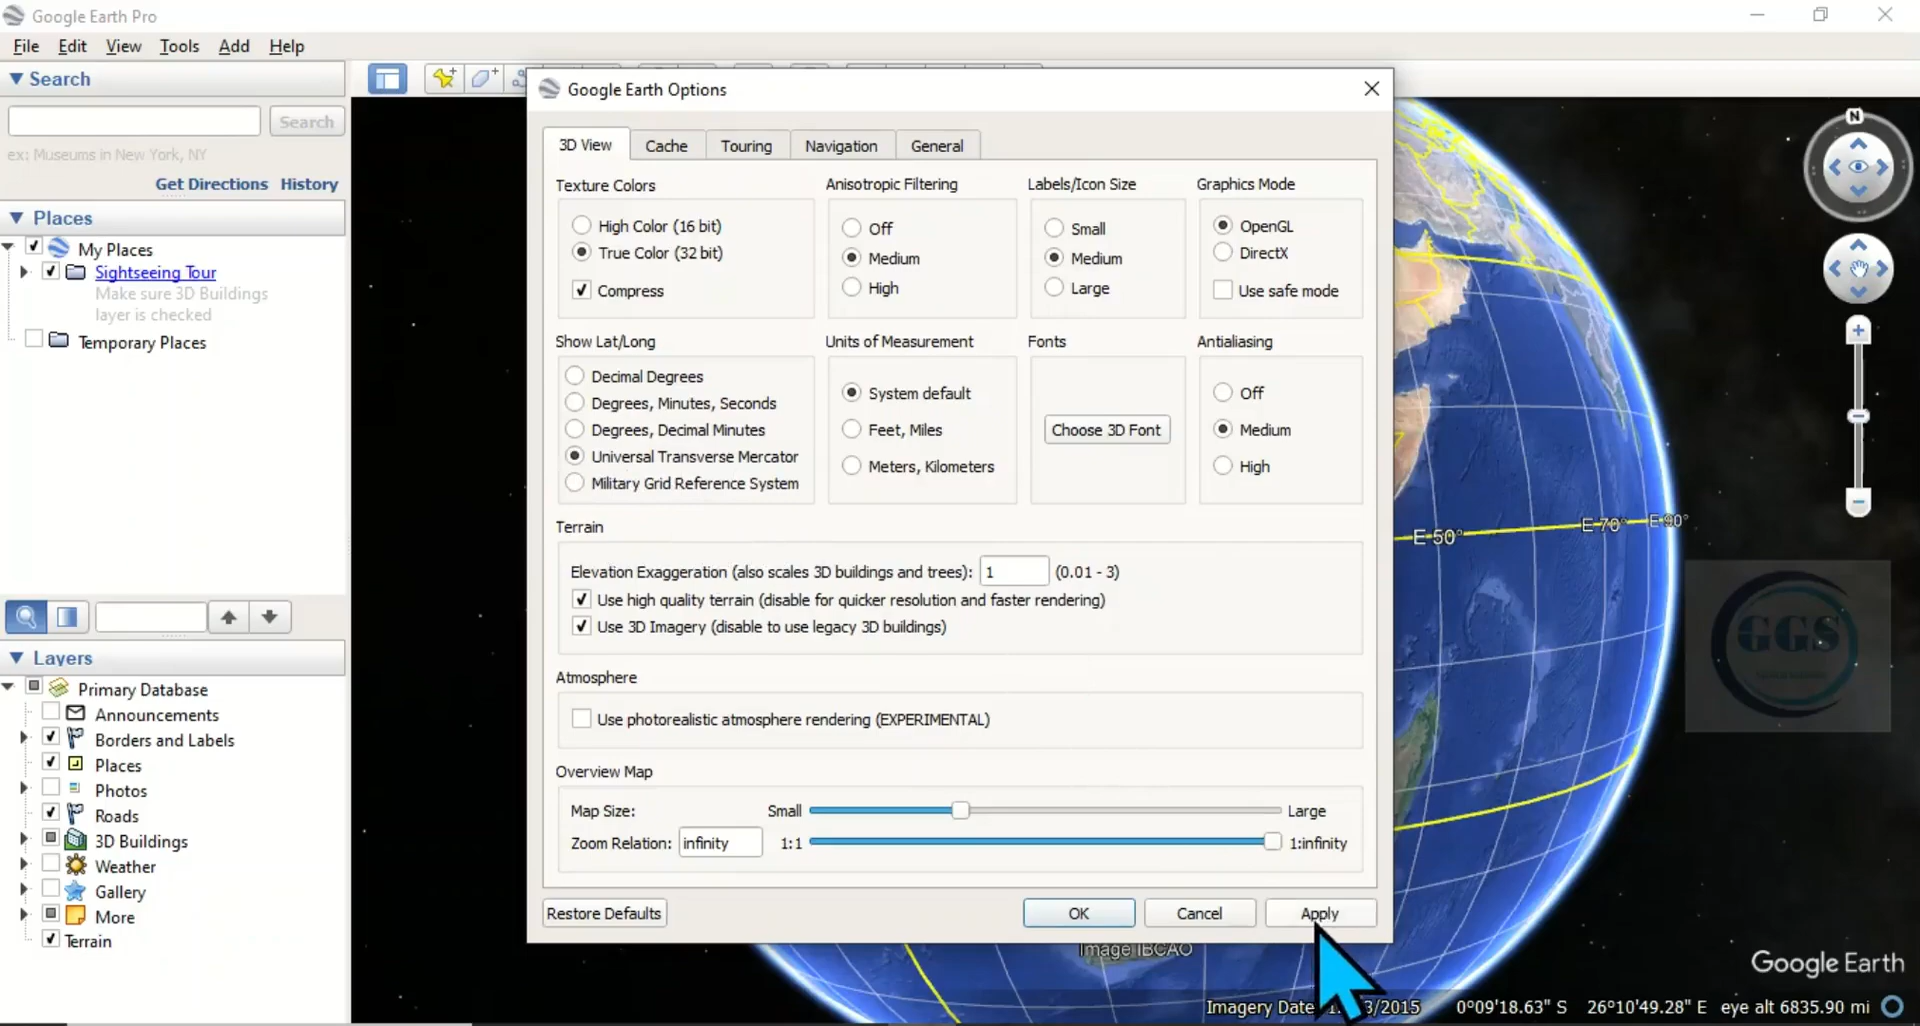 Google Earth Pro
File Edit View Tools Add Help
Search
Search
ex: Museums in New York, NY
Get Directions History
Places
My Places
Sightseeing Tour
Make sure 3D Buildings
layer is checked
Temporary Places
Layers
Primary Database
Announcements
Borders and Labels
Places
Photos
Roads
3D Buildings
Weather
Gallery
More
Terrain
Google Earth Options
3D View Cache Touring Navigation General
Texture Colors
High Color (16 bit)
True Color (32 bit)
Compress
Anisotropic Filtering
Off
Medium
High
Labels/Icon Size
Small
Medium
Large
Graphics Mode
OpenGL
DirectX
Use safe mode
Show Lat/Long
Decimal Degrees
Degrees, Minutes, Seconds
Degrees, Decimal Minutes
Universal Transverse Mercator
Military Grid Reference System
Units of Measurement
System default
Feet, Miles
Meters, Kilometers
Fonts
Choose 3D Font
Antialiasing
Off
Medium
High
Terrain
Elevation Exaggeration (also scales 3D buildings and trees): 1 (0.01 - 3)
Use high quality terrain (disable for quicker resolution and faster rendering)
Use 3D Imagery (disable to use legacy 3D buildings)
Atmosphere
Use photorealistic atmosphere rendering (EXPERIMENTAL)
Overview Map
Map Size: Small Large
Zoom Relation: infinity 1:1 1:infinity
Restore Defaults OK Cancel Apply
N
E 50° E 70° E 90°
GGS
Image IBCAO
Google Earth
Imagery Date 3/2015 0°09'18.63" S 26°10'49.28" E eye alt 6835.90 mi